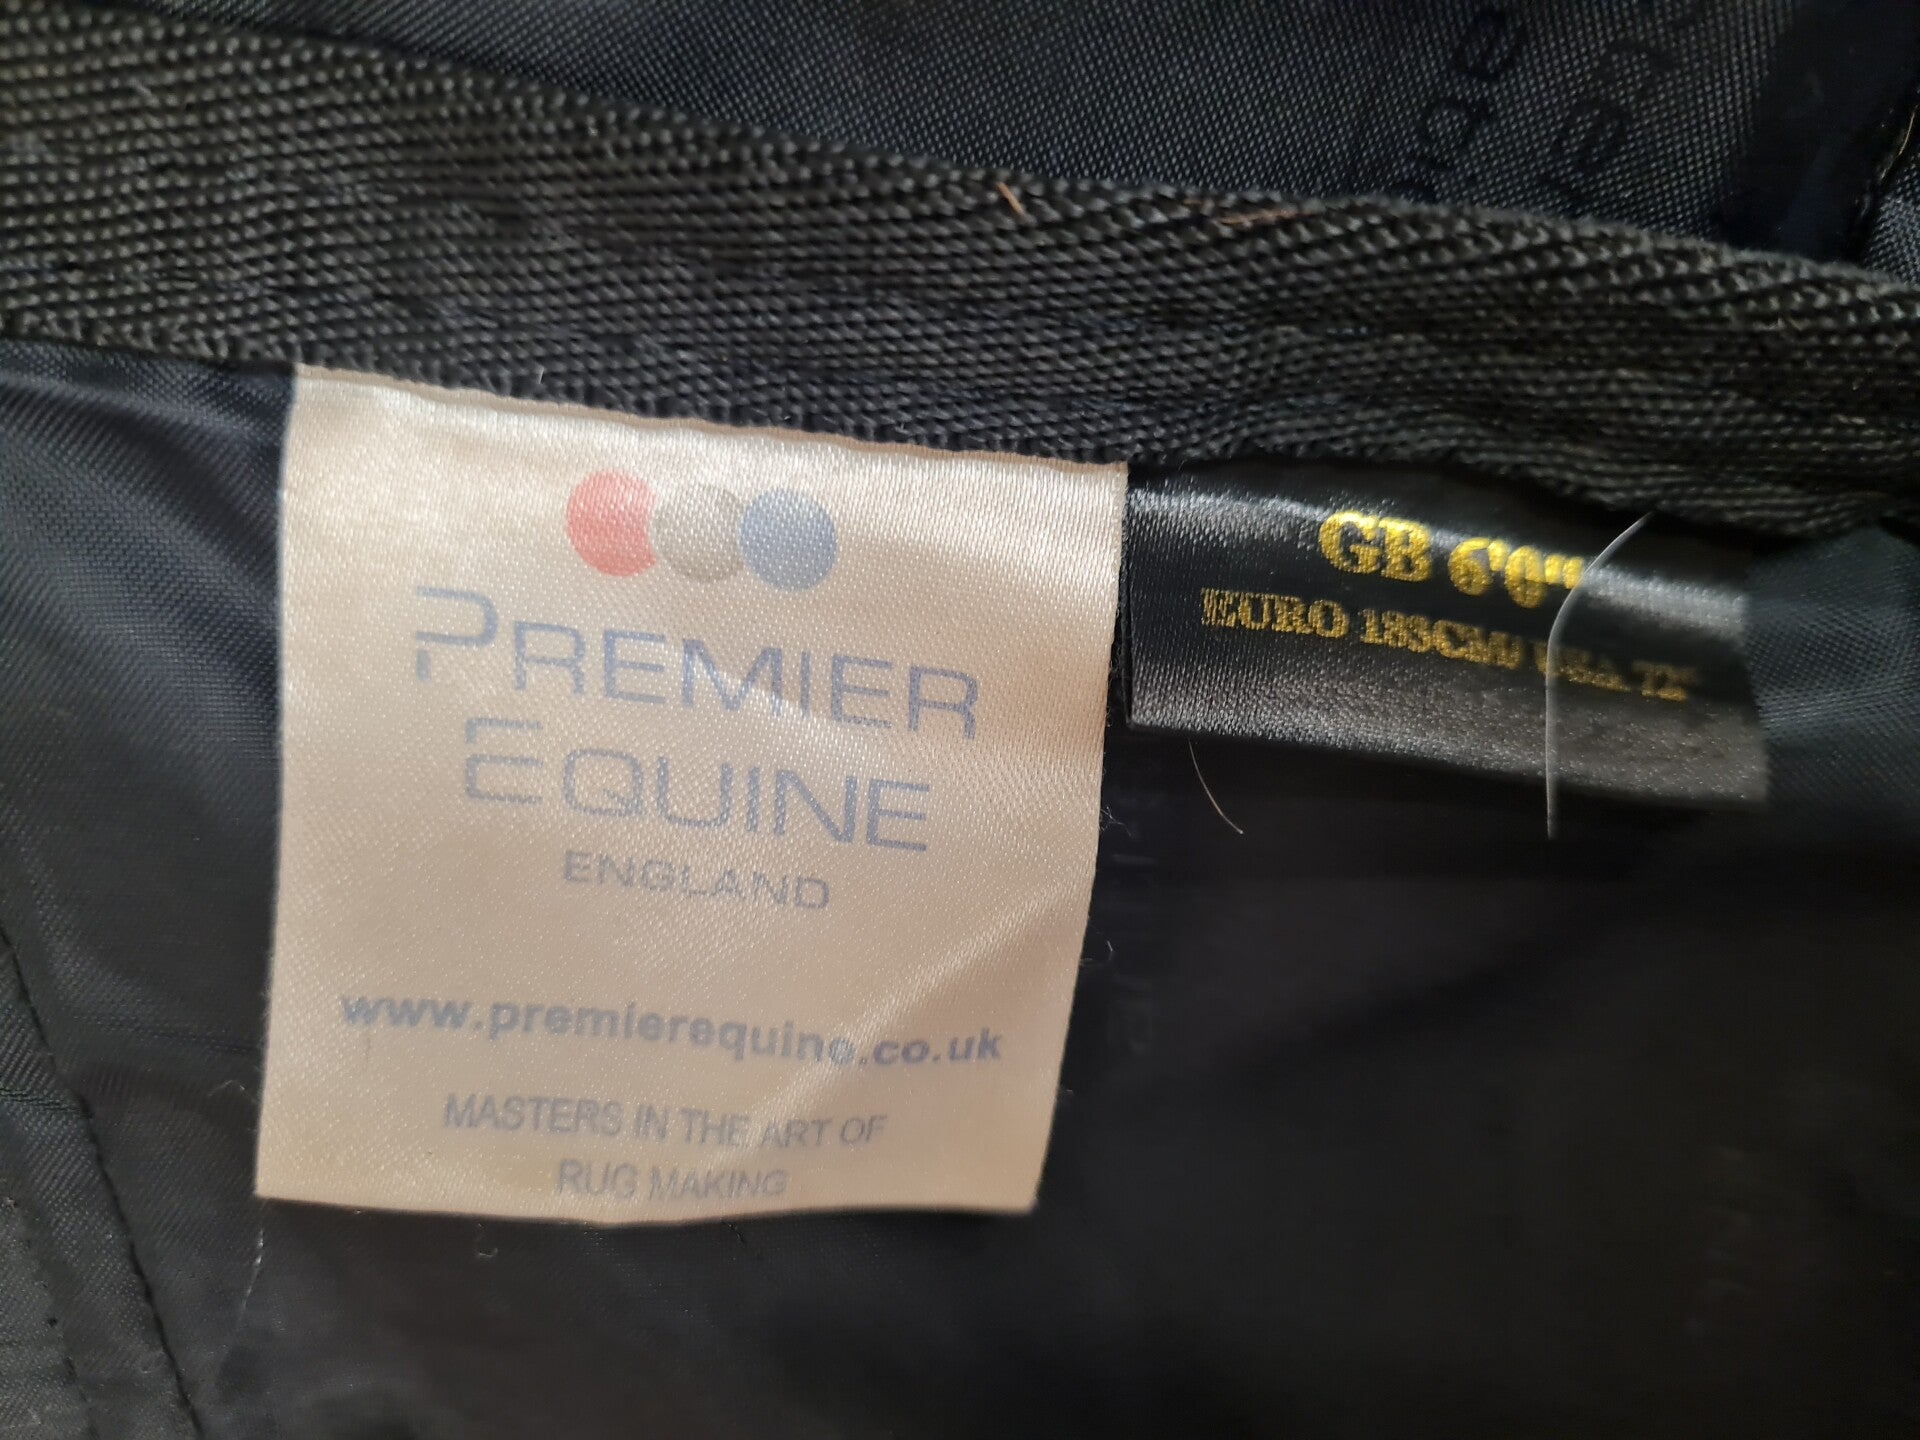 PREMIER
EQUINE
ENGLAND
www.premierequine.co.uk
MASTERS IN THE ART OF
RUG MAKING
GB 6'0"
EURO 183CM/ USA 72"